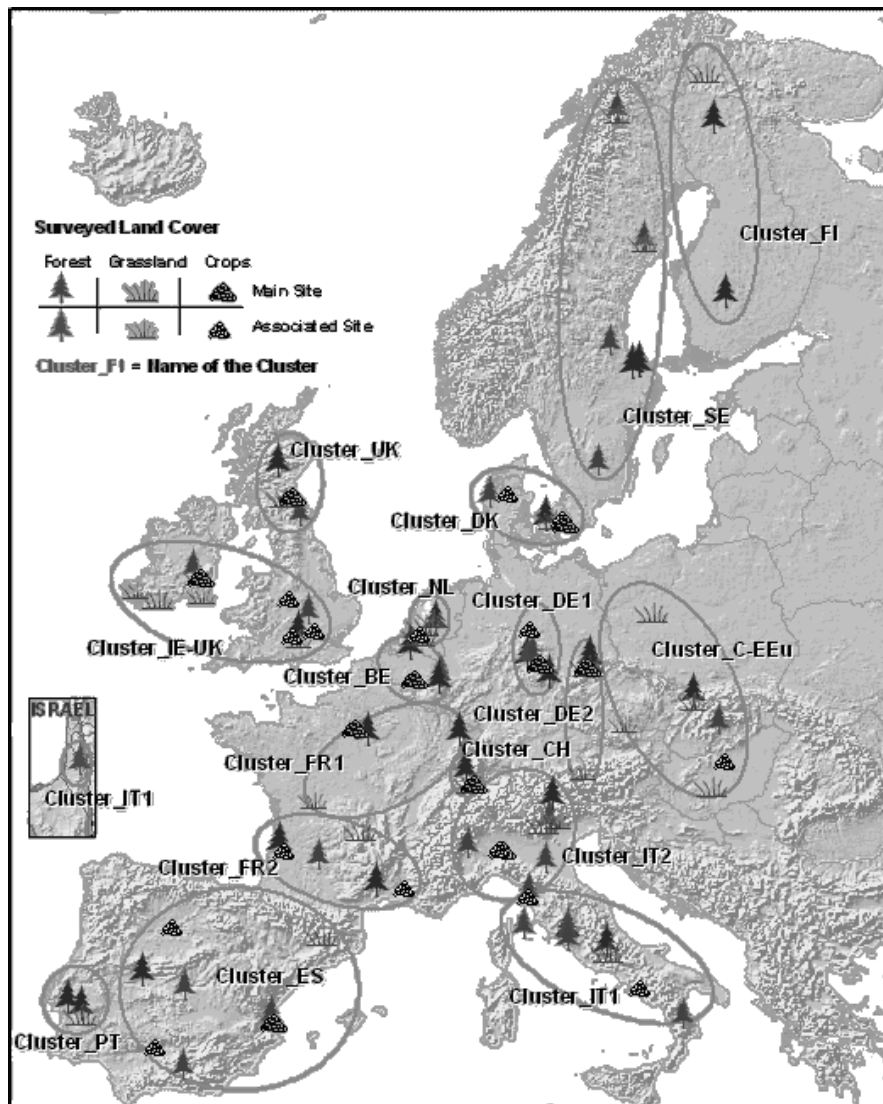 Surveyed Land Cover
Forest Grassland Crops
Main Site
Associated Site
Cluster_FI = Name of the Cluster
Cluster_FI
Cluster_SE
Cluster_UK
Cluster_DK
Cluster_NL
Cluster_DE1
Cluster_IE-UK
Cluster_C-EEu
Cluster_BE
ISRAEL
Cluster_DE2
Cluster_CH
Cluster_FR1
Cluster_IT1
Cluster_FR2
Cluster_IT2
Cluster_ES
Cluster_IT1
Cluster_PT